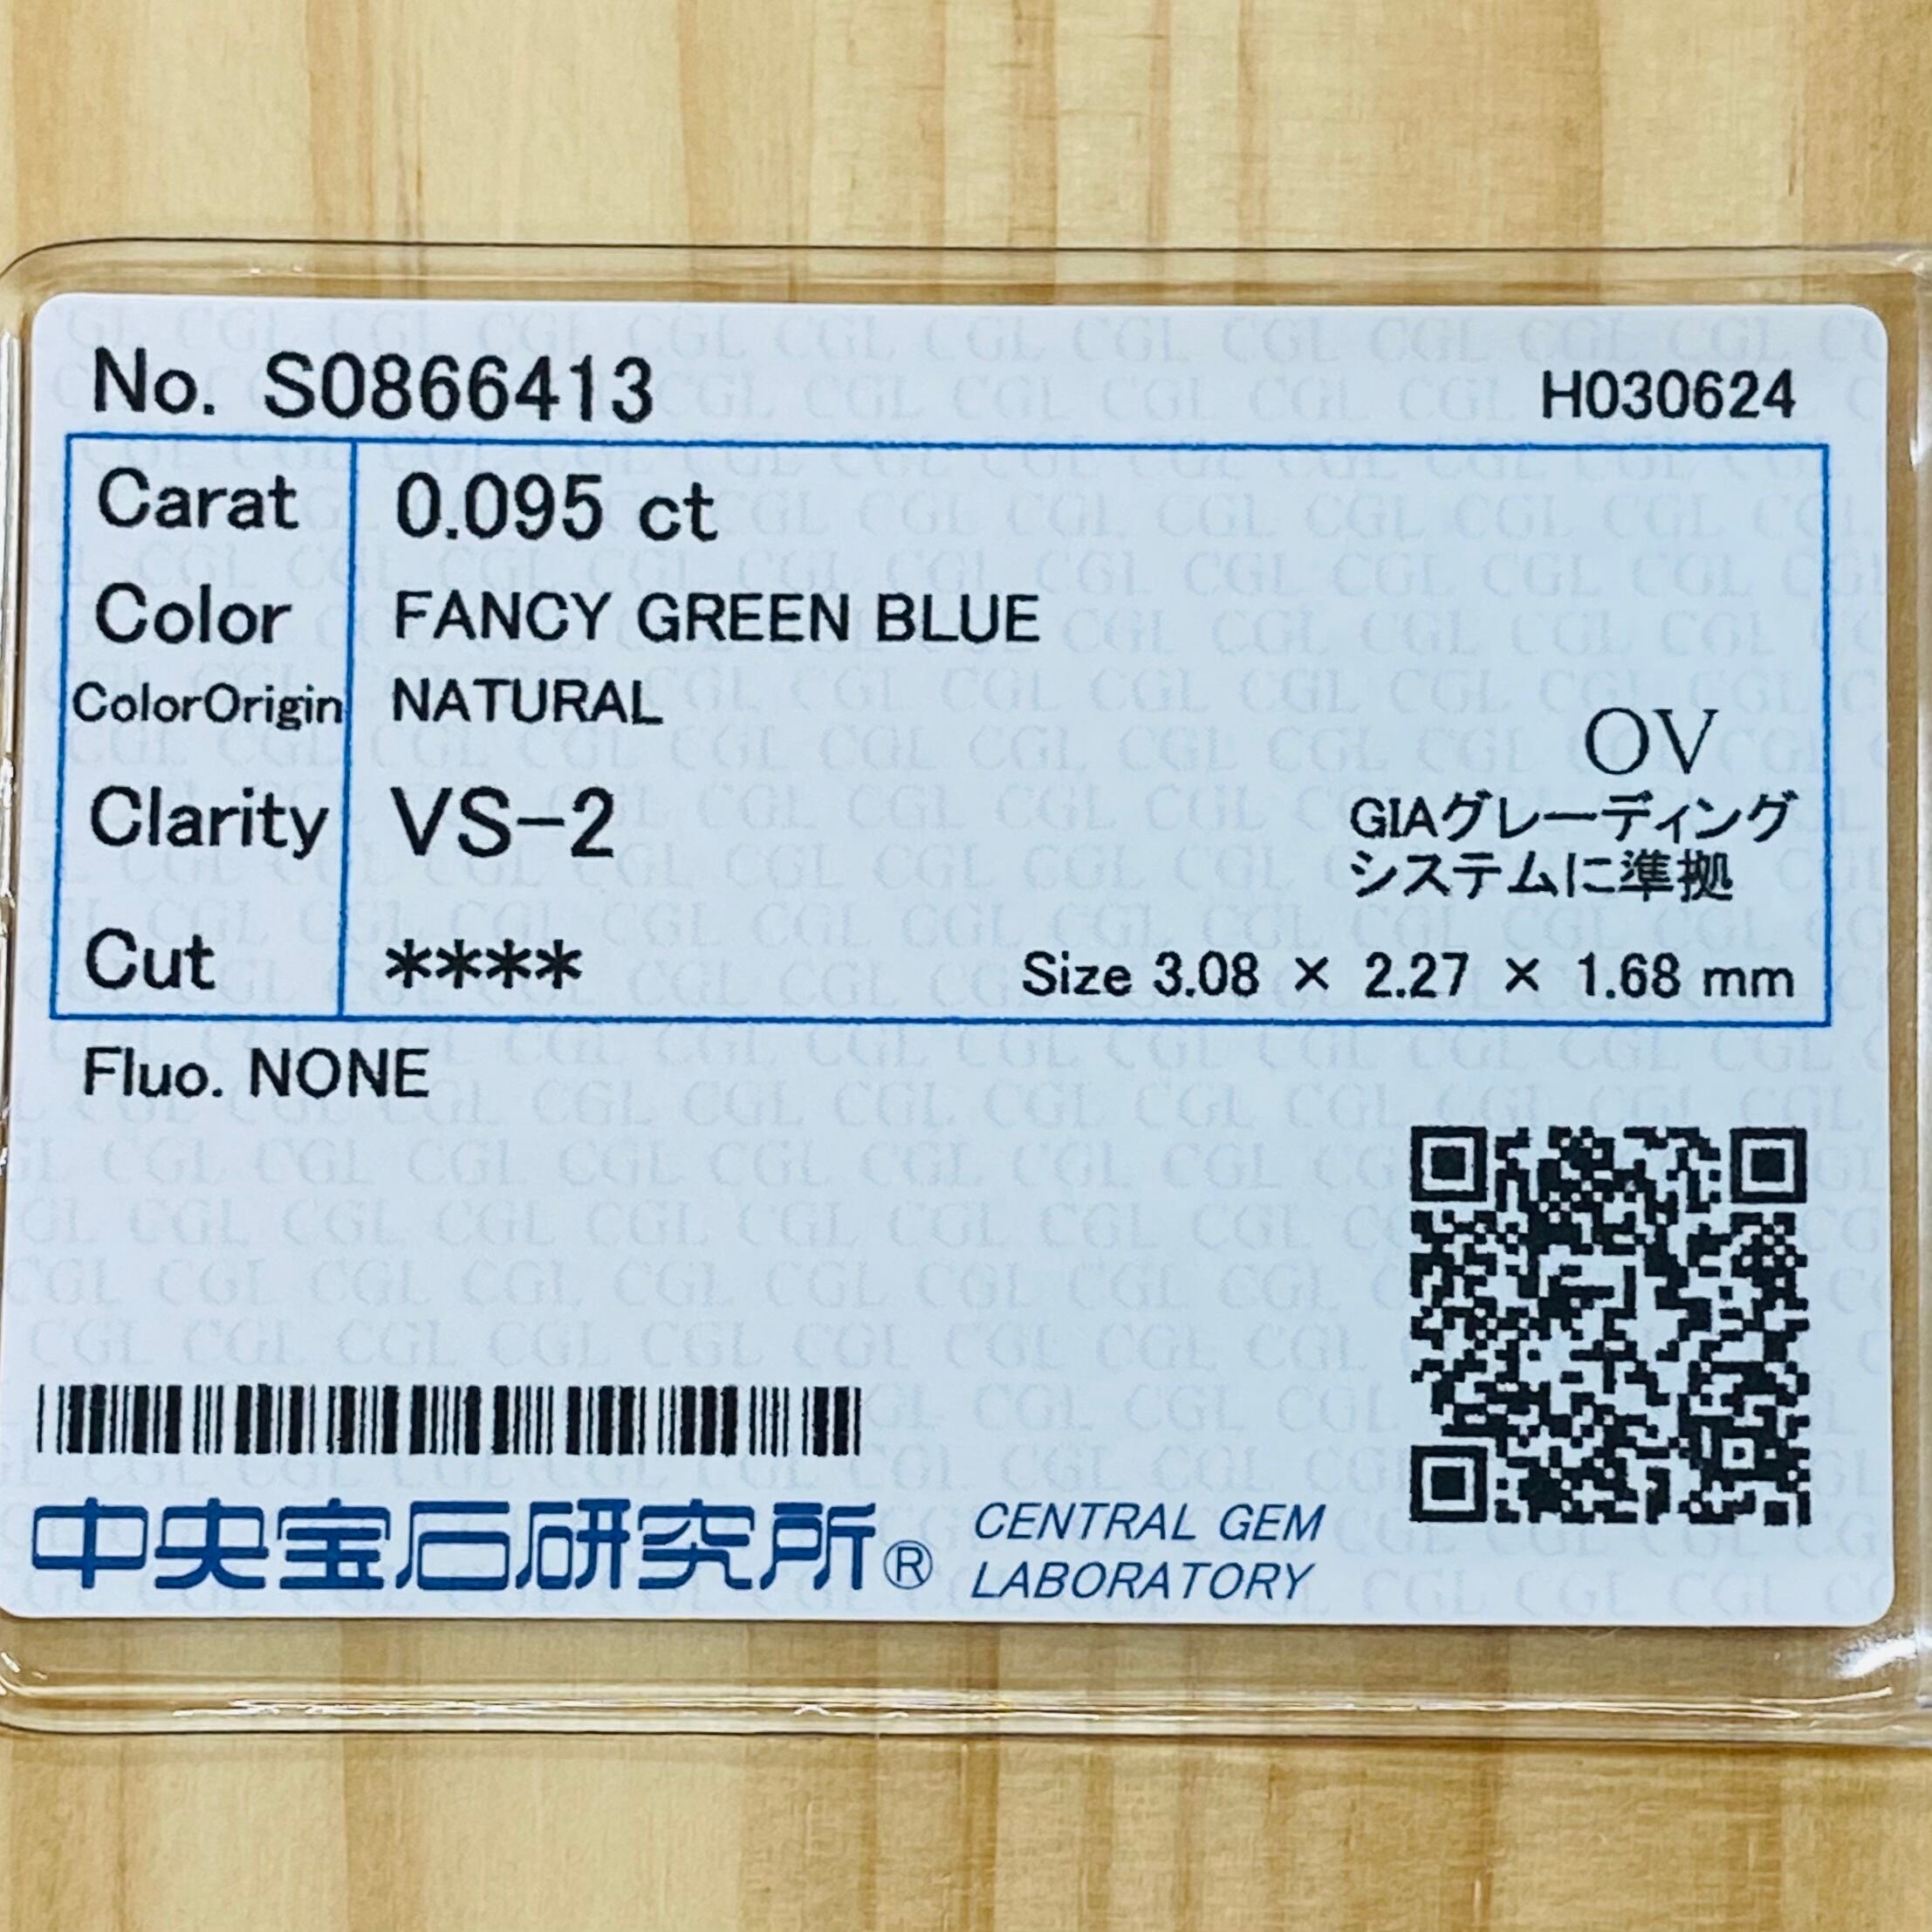 No. S0866413
H030624
Carat 0.095 ct
Color FANCY GREEN BLUE
ColorOrigin NATURAL
OV
Clarity VS-2
GIAグレーディング
システムに準拠
Cut ****
Size 3.08 × 2.27 × 1.68 mm
Fluo. NONE
中央宝石研究所®
CENTRAL GEM
LABORATORY